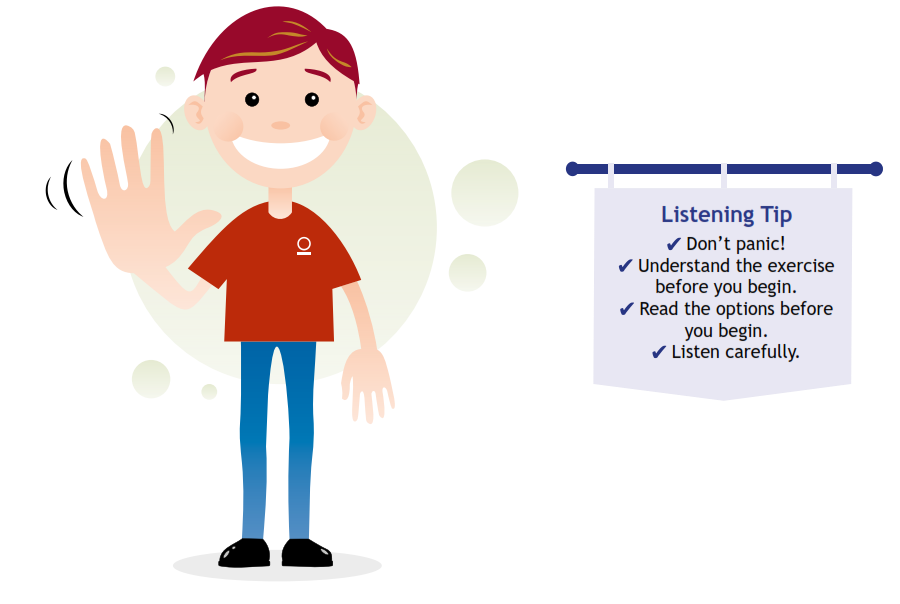 Listening Tip
✔ Don’t panic!
✔ Understand the exercise
before you begin.
✔ Read the options before
you begin.
✔ Listen carefully.